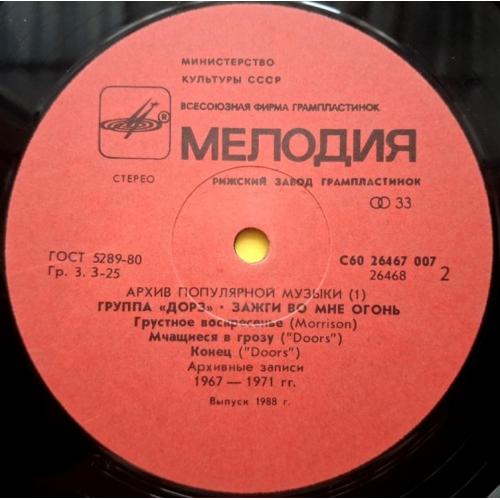 МИНИСТЕРСТВО
КУЛЬТУРЫ СССР
ВСЕСОЮЗНАЯ ФИРМА ГРАМПЛАСТИНОК
®
МЕЛОДИЯ
СТЕРЕО
РИЖСКИЙ ЗАВОД ГРАМПЛАСТИНОК
33
ГОСТ 5289-80
Гр. 3. 3-25
С60 26467 007
26468 2
АРХИВ ПОПУЛЯРНОЙ МУЗЫКИ (1)
ГРУППА «ДОРЗ» · ЗАЖГИ ВО МНЕ ОГОНЬ
Грустное воскресенье (Morrison)
Мчащиеся в грозу ("Doors")
Конец ("Doors")
Архивные записи
1967 — 1971 гг.
Выпуск 1988 г.